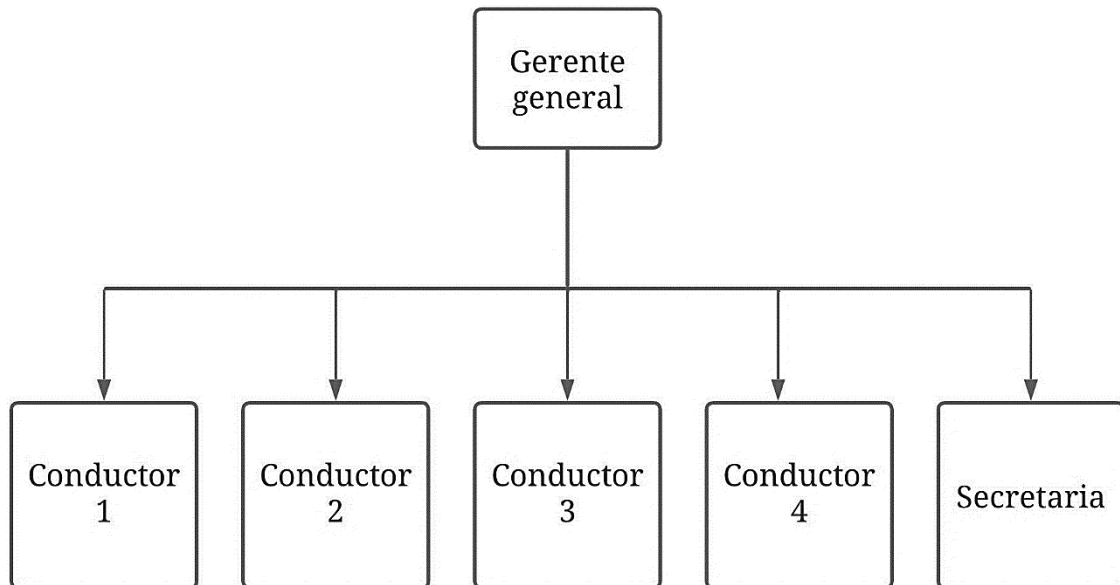 Gerente
general
Conductor
1
Conductor
2
Conductor
3
Conductor
4
Secretaria